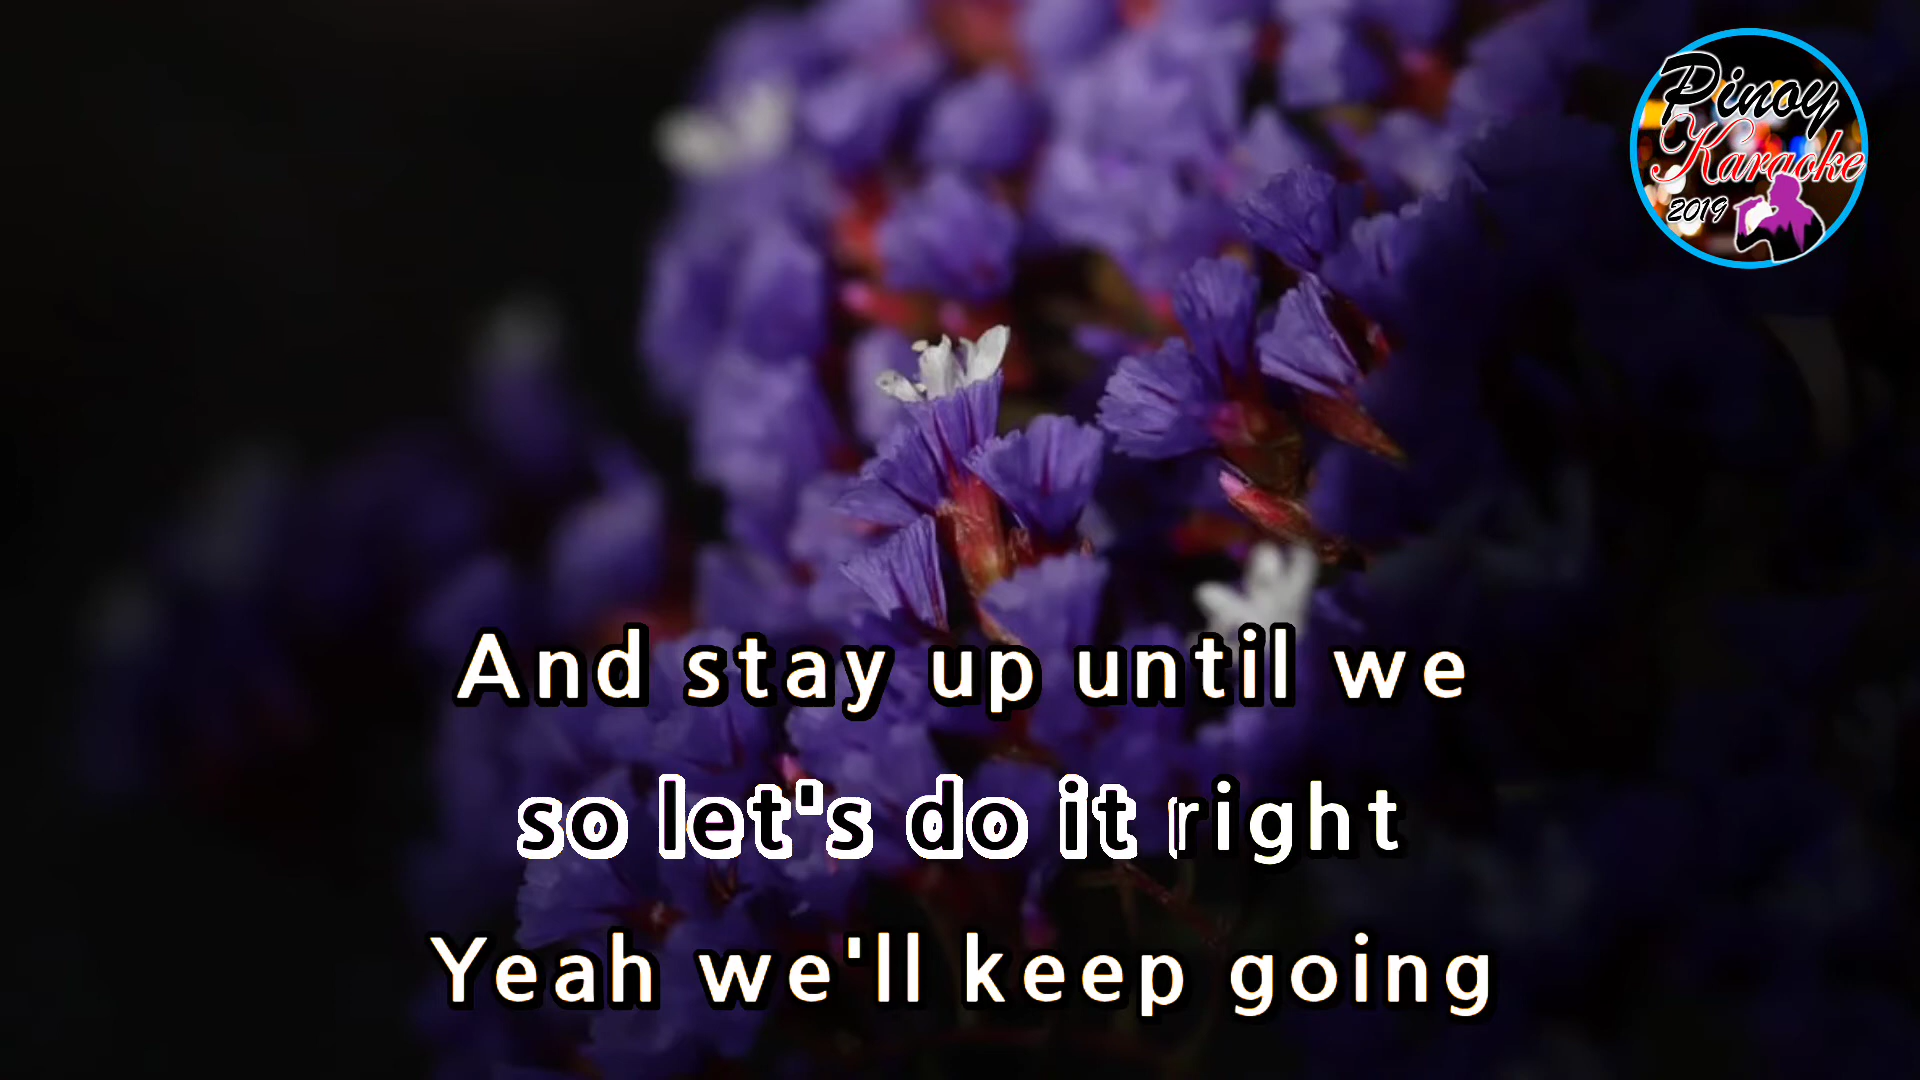 Pinoy
Karaoke
2019
And stay up until we
so let's do it right
Yeah we'll keep going